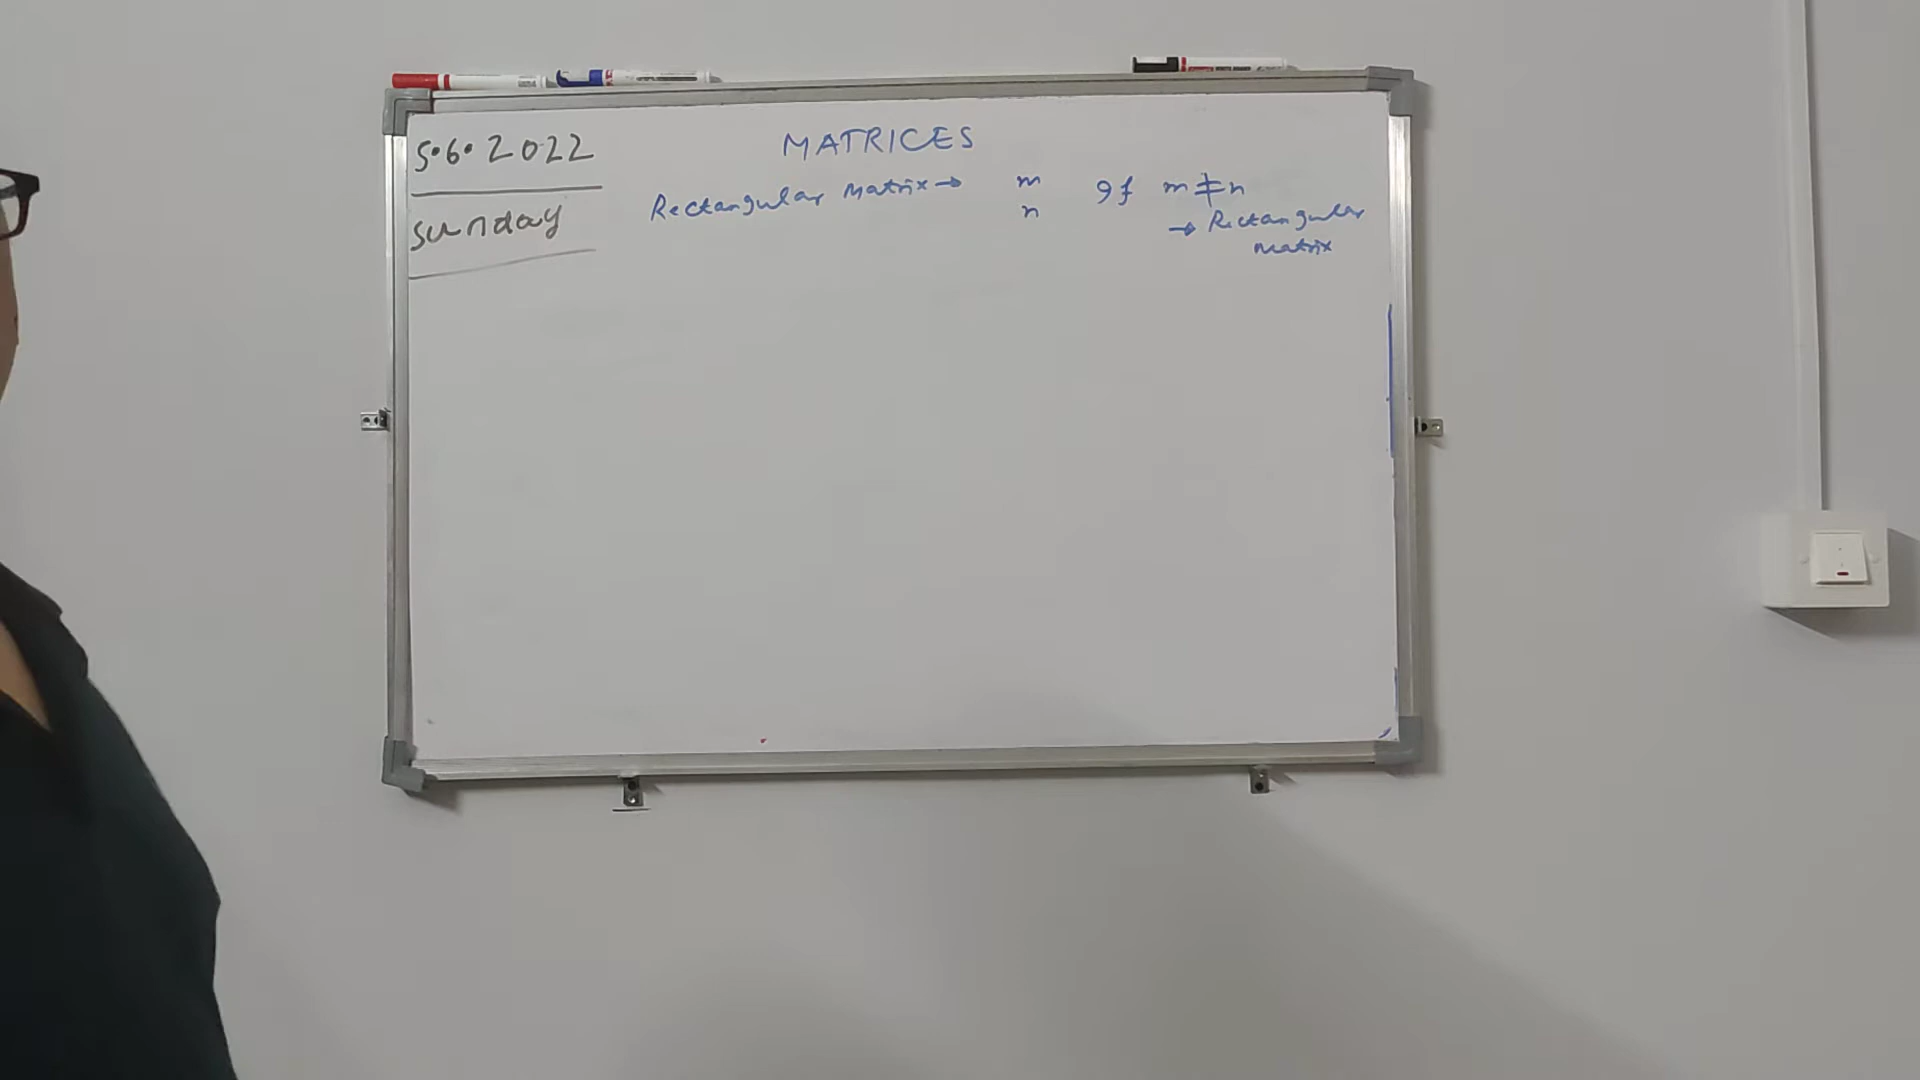 5.6.2022
Sunday
MATRICES
Rectangular Matrix → m If m ≠ n
n → Rectangular
matrix